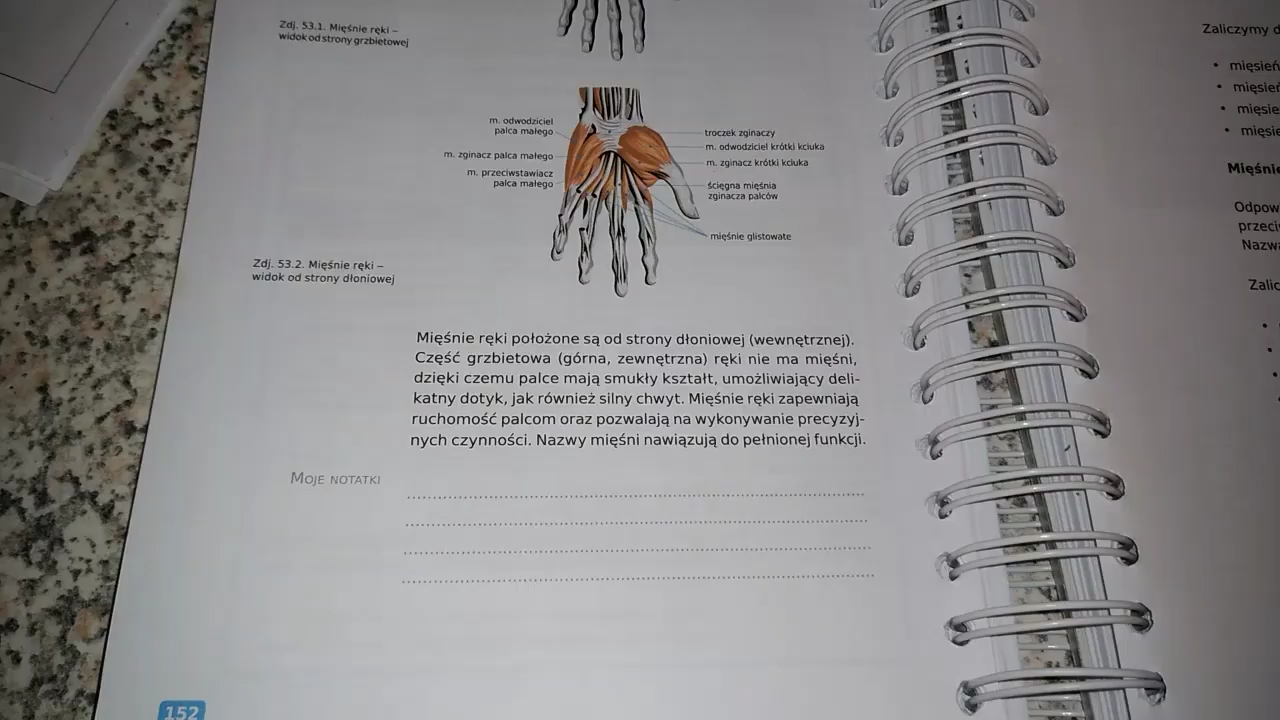 Zdj. 53.1. Mięśnie ręki –
widok od strony grzbietowej
m. odwodziciel
palca małego
m. zginacz palca małego
m. przeciwstawiacz
palca małego
troczek zginaczy
m. odwodziciel krótki kciuka
m. zginacz krótki kciuka
ścięgna mięśnia
zginacza palców
mięśnie glistowate
Zdj. 53.2. Mięśnie ręki –
widok od strony dłoniowej
Mięśnie ręki położone są od strony dłoniowej (wewnętrznej).
Część grzbietowa (górna, zewnętrzna) ręki nie ma mięśni,
dzięki czemu palce mają smukły kształt, umożliwiający deli-
katny dotyk, jak również silny chwyt. Mięśnie ręki zapewniają
ruchomość palcom oraz pozwalają na wykonywanie precyzyj-
nych czynności. Nazwy mięśni nawiązują do pełnionej funkcji.
Moje notatki
152
Zaliczymy
• mięsień
• mięsień
• mięsie
• mięsie
Mięśnie